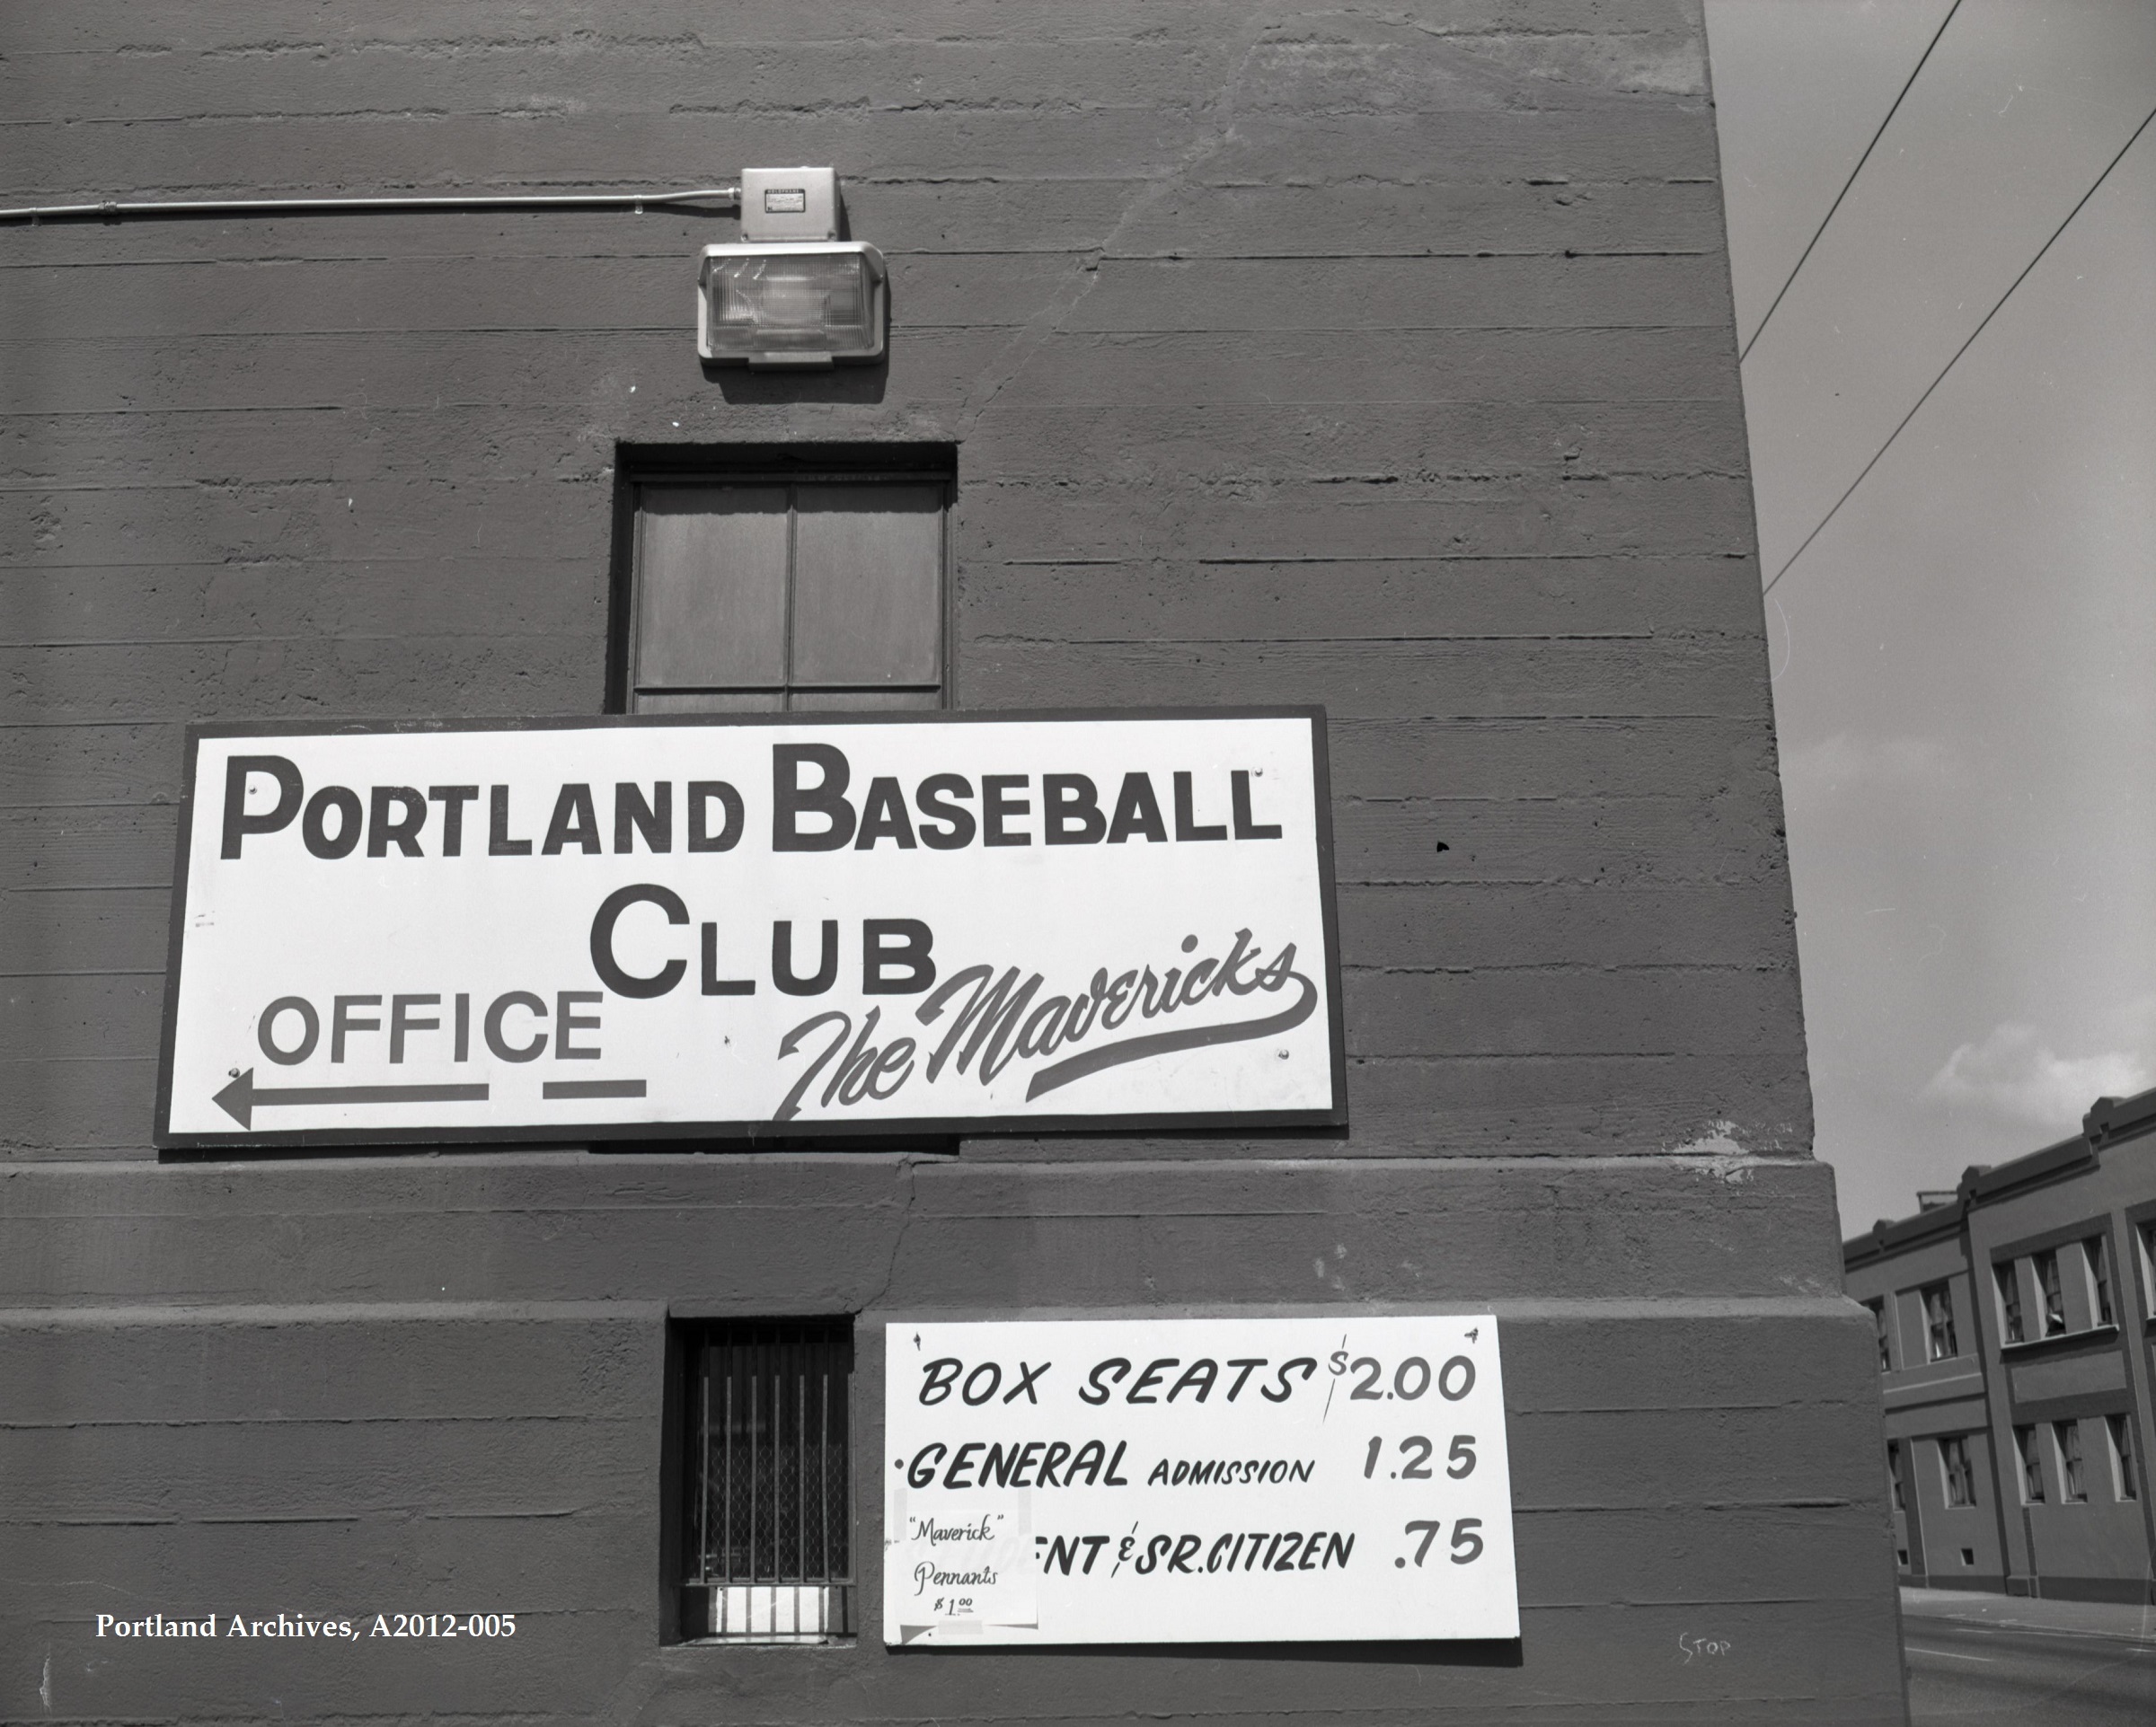 PORTLAND BASEBALL
CLUB
OFFICE
The Mavericks
BOX SEATS $2.00
GENERAL ADMISSION 1.25
"Maverick"
Pennants
$1.00
ENT & SR. CITIZEN .75
STOP
Portland Archives, A2012-005